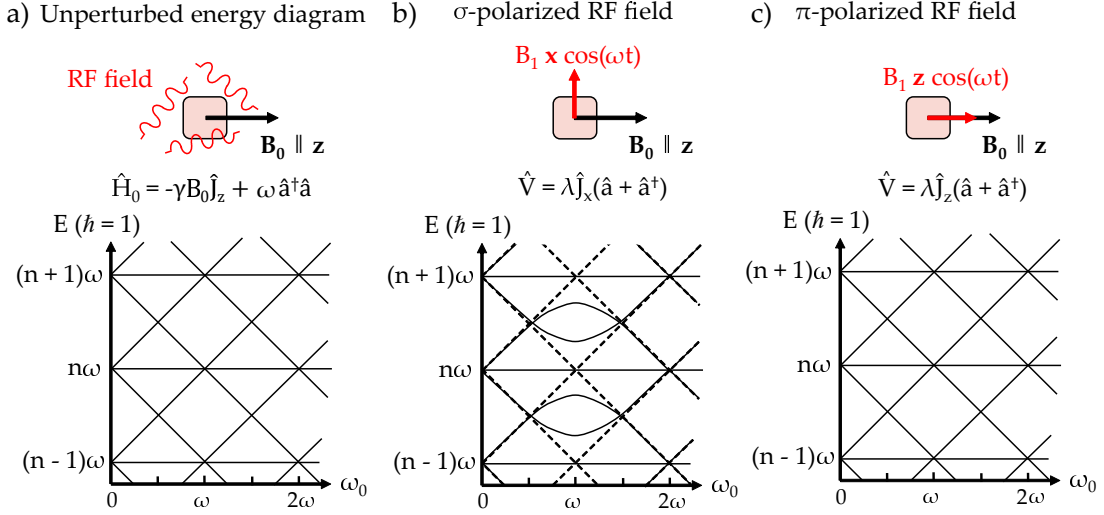 a) Unperturbed energy diagram
RF field
B₀ ∥ z
Ĥ₀ = -γB₀Ĵ_z + ω â†â
E (ℏ = 1)
(n + 1)ω
nω
(n - 1)ω
0
ω
2ω
ω₀
b) σ-polarized RF field
B₁ x cos(ωt)
B₀ ∥ z
V̂ = λĴₓ(â + â†)
E (ℏ = 1)
(n + 1)ω
nω
(n - 1)ω
0
ω
2ω
ω₀
c) π-polarized RF field
B₁ z cos(ωt)
B₀ ∥ z
V̂ = λĴ_z(â + â†)
E (ℏ = 1)
(n + 1)ω
nω
(n - 1)ω
0
ω
2ω
ω₀